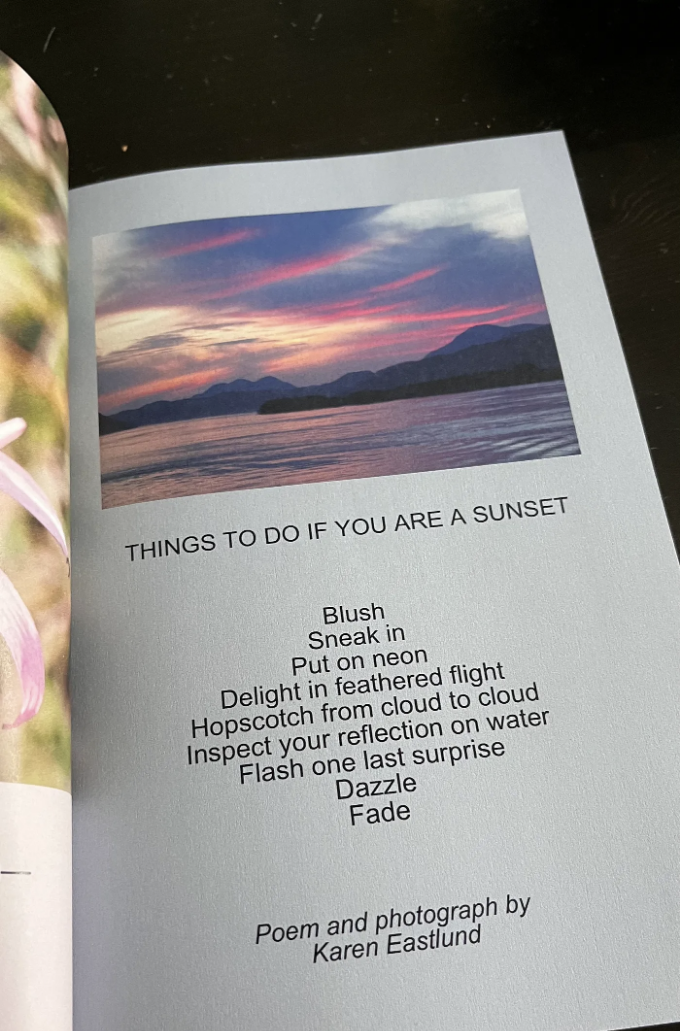 THINGS TO DO IF YOU ARE A SUNSET
Blush
Sneak in
Put on neon
Delight in feathered flight
Hopscotch from cloud to cloud
Inspect your reflection on water
Flash one last surprise
Dazzle
Fade
Poem and photograph by
Karen Eastlund